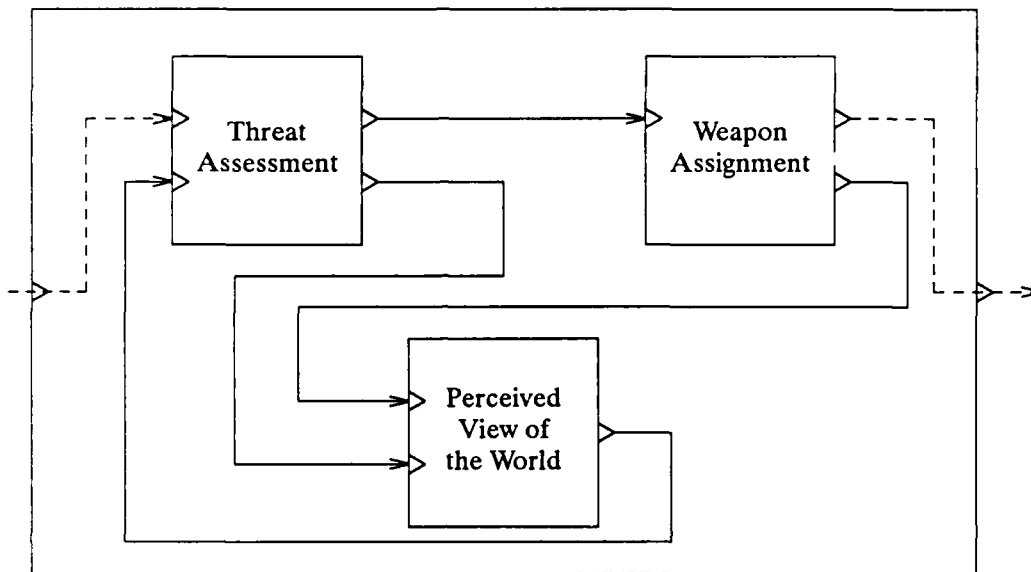 Threat
Assessment
Weapon
Assignment
Perceived
View of
the World